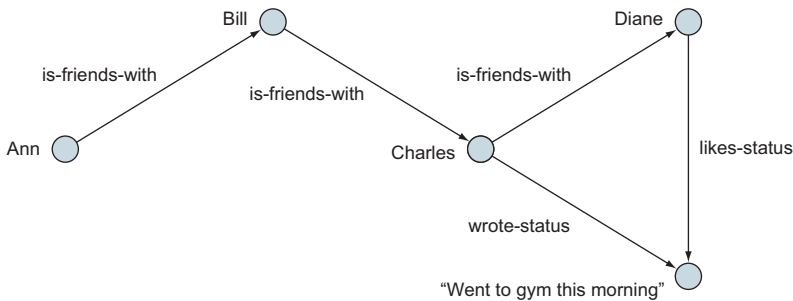 Bill
Diane
is-friends-with
is-friends-with
is-friends-with
Ann
Charles
likes-status
wrote-status
“Went to gym this morning”